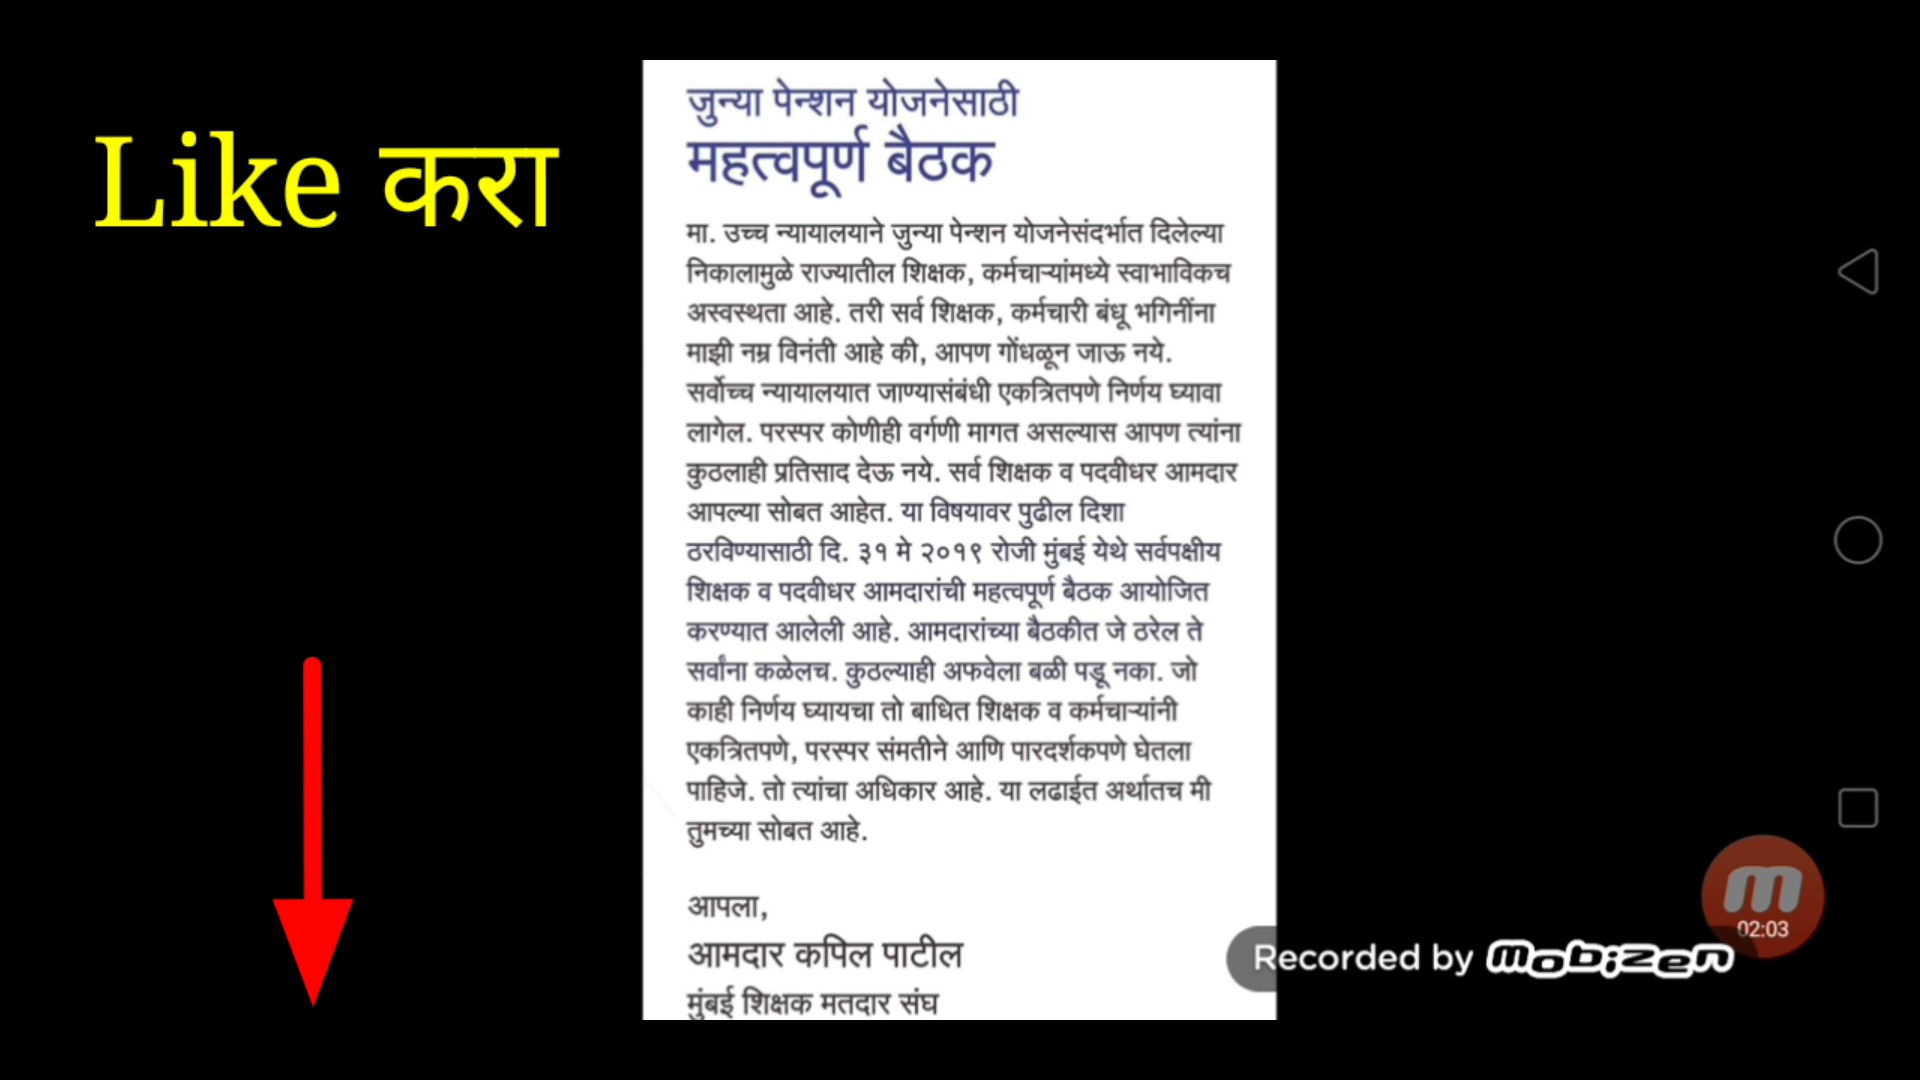 Like करा
जुन्या पेन्शन योजनेसाठी
महत्वपूर्ण बैठक
मा. उच्च न्यायालयाने जुन्या पेन्शन योजनेसंदर्भात दिलेल्या
निकालामुळे राज्यातील शिक्षक, कर्मचाऱ्यांमध्ये स्वाभाविकच
अस्वस्थता आहे. तरी सर्व शिक्षक, कर्मचारी बंधू भगिनींना
माझी नम्र विनंती आहे की, आपण गोंधळून जाऊ नये.
सर्वोच्च न्यायालयात जाण्यासंबंधी एकत्रितपणे निर्णय घ्यावा
लागेल. परस्पर कोणीही वर्गणी मागत असल्यास आपण त्यांना
कुठलाही प्रतिसाद देऊ नये. सर्व शिक्षक व पदवीधर आमदार
आपल्या सोबत आहेत. या विषयावर पुढील दिशा
ठरविण्यासाठी दि. ३१ मे २०१९ रोजी मुंबई येथे सर्वपक्षीय
शिक्षक व पदवीधर आमदारांची महत्वपूर्ण बैठक आयोजित
करण्यात आलेली आहे. आमदारांच्या बैठकीत जे ठरेल ते
सर्वांना कळेलच. कुठल्याही अफवेला बळी पडू नका. जो
काही निर्णय घ्यायचा तो बाधित शिक्षक व कर्मचाऱ्यांनी
एकत्रितपणे, परस्पर संमतीने आणि पारदर्शकपणे घेतला
पाहिजे. तो त्यांचा अधिकार आहे. या लढाईत अर्थातच मी
तुमच्या सोबत आहे.
आपला,
आमदार कपिल पाटील
मुंबई शिक्षक मतदार संघ
02:03
Recorded by mobizen